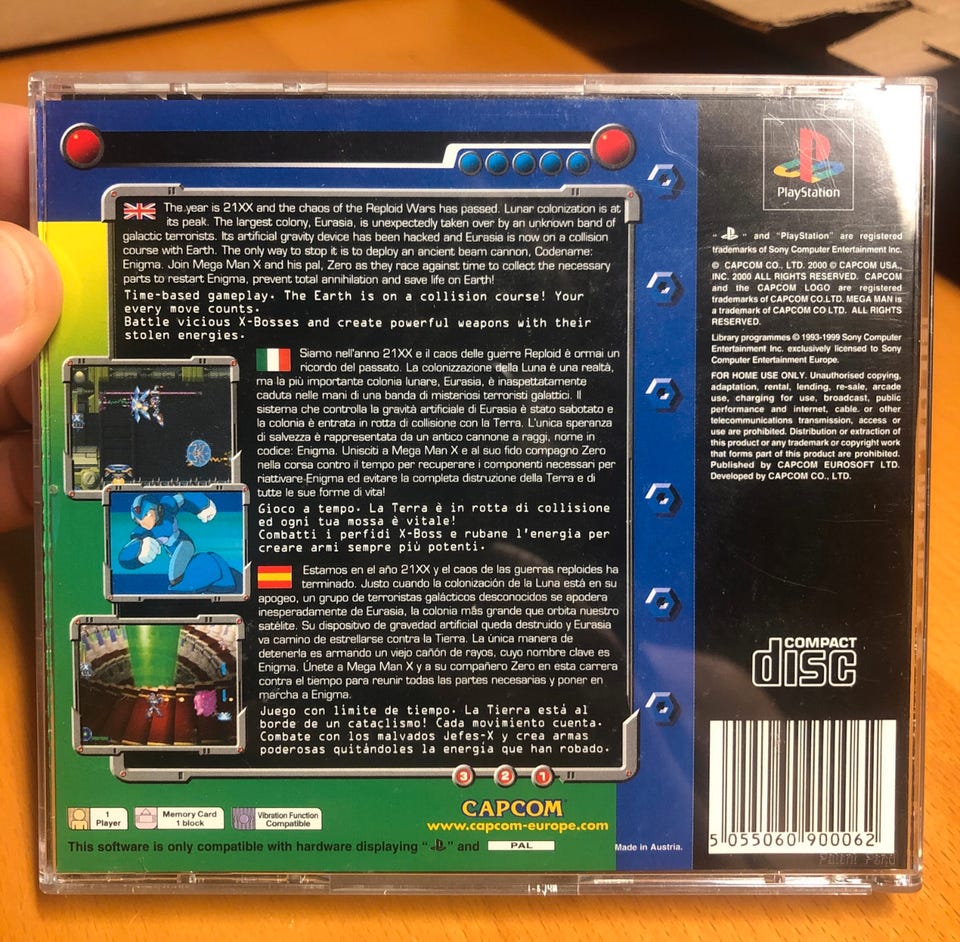 The year is 21XX and the chaos of the Reploid Wars has passed. Lunar colonization is at
its peak. The largest colony, Eurasia, is unexpectedly taken over by an unknown band of
galactic terrorists. Its artificial gravity device has been hacked and Eurasia is now on a collision
course with Earth. The only way to stop it is to deploy an ancient beam cannon, Codename:
Enigma. Join Mega Man X and his pal, Zero as they race against time to collect the necessary
parts to restart Enigma, prevent total annihilation and save life on Earth!
Time-based gameplay. The Earth is on a collision course! Your
every move counts.
Battle vicious X-Bosses and create powerful weapons with their
stolen energies.
Siamo nell'anno 21XX e il caos delle guerre Reploid è ormai un
ricordo del passato. La colonizzazione della Luna è una realtà,
ma la più importante colonia lunare, Eurasia, è inaspettatamente
caduta nelle mani di una banda di misteriosi terroristi galattici. Il
sistema che controlla la gravità artificiale di Eurasia è stato sabotato e
la colonia è entrata in rotta di collisione con la Terra. L'unica speranza
di salvezza è rappresentata da un antico cannone a raggi, nome in
codice: Enigma. Unisciti a Mega Man X e al suo fido compagno Zero
nella corsa contro il tempo per recuperare i componenti necessari per
riattivare Enigma ed evitare la completa distruzione della Terra e di
tutte le sue forme di vita!
Gioco a tempo. La Terra è in rotta di collisione
ed ogni tua mossa è vitale!
Combatti i perfidi X-Boss e rubane l'energia per
creare armi sempre più potenti.
Estamos en el año 21XX y el caos de las guerras reploides ha
terminado. Justo cuando la colonización de la Luna está en su
apogeo, un grupo de terroristas galácticos desconocidos se apodera
inesperadamente de Eurasia, la colonia más grande que orbita nuestro
satélite. Su dispositivo de gravedad artificial queda destruido y Eurasia
va camino de estrellarse contra la Tierra. La única manera de
detenerla es armando un viejo cañón de rayos, cuyo nombre clave es
Enigma. Únete a Mega Man X y a su compañero Zero en esta carrera
contra el tiempo para reunir todas las partes necesarias y poner en
marcha a Enigma.
Juego con limite de tiempo. La Tierra está al
borde de un cataclismo! Cada movimiento cuenta.
Combate con los malvados Jefes-X y crea armas
poderosas quitándoles la energía que han robado.
3 2 1
1
Player
Memory Card
1 block
Vibration Function
Compatible
CAPCOM
www.capcom-europe.com
This software is only compatible with hardware displaying "PS" and PAL
Made in Austria.
PlayStation
"PS" and "PlayStation" are registered
trademarks of Sony Computer Entertainment Inc.
© CAPCOM CO., LTD. 2000 © CAPCOM USA,
INC. 2000 ALL RIGHTS RESERVED. CAPCOM
and the CAPCOM LOGO are registered
trademarks of CAPCOM CO.LTD. MEGA MAN is
a trademark of CAPCOM CO LTD. ALL RIGHTS
RESERVED.
Library programmes © 1993-1999 Sony Computer
Entertainment Inc. exclusively licensed to Sony
Computer Entertainment Europe.
FOR HOME USE ONLY. Unauthorised copying,
adaptation, rental, lending, re-sale, arcade
use, charging for use, broadcast, public
performance and internet, cable. or other
telecommunications transmission, access or
use are prohibited. Distribution or extraction of
this product or any trademark or copyright work
that forms part of this product are prohibited.
Published by CAPCOM EUROSOFT LTD.
Developed by CAPCOM CO., LTD.
COMPACT
disc
5 055060 900062